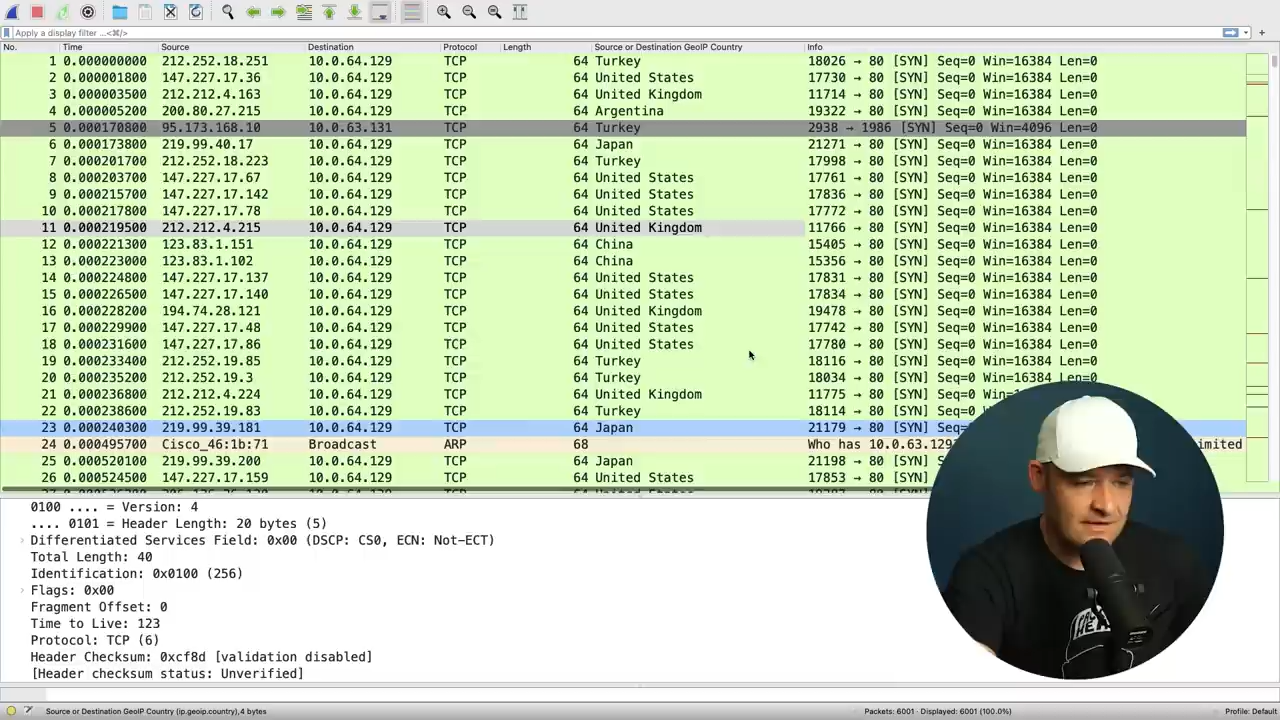 Apply a display filter ... <⌘/>
No. Time Source Destination Protocol Length Source or Destination GeoIP Country Info
1 0.000000000 212.252.18.251 10.0.64.129 TCP 64 Turkey 18026 → 80 [SYN] Seq=0 Win=16384 Len=0
2 0.000001800 147.227.17.36 10.0.64.129 TCP 64 United States 17730 → 80 [SYN] Seq=0 Win=16384 Len=0
3 0.000003500 212.212.4.163 10.0.64.129 TCP 64 United Kingdom 11714 → 80 [SYN] Seq=0 Win=16384 Len=0
4 0.000005200 200.80.27.215 10.0.64.129 TCP 64 Argentina 19322 → 80 [SYN] Seq=0 Win=16384 Len=0
5 0.000170800 95.173.168.10 10.0.63.131 TCP 64 Turkey 2938 → 1986 [SYN] Seq=0 Win=4096 Len=0
6 0.000173800 219.99.40.17 10.0.64.129 TCP 64 Japan 21271 → 80 [SYN] Seq=0 Win=16384 Len=0
7 0.000201700 212.252.18.223 10.0.64.129 TCP 64 Turkey 17998 → 80 [SYN] Seq=0 Win=16384 Len=0
8 0.000203700 147.227.17.67 10.0.64.129 TCP 64 United States 17761 → 80 [SYN] Seq=0 Win=16384 Len=0
9 0.000215700 147.227.17.142 10.0.64.129 TCP 64 United States 17836 → 80 [SYN] Seq=0 Win=16384 Len=0
10 0.000217800 147.227.17.78 10.0.64.129 TCP 64 United States 17772 → 80 [SYN] Seq=0 Win=16384 Len=0
11 0.000219500 212.212.4.215 10.0.64.129 TCP 64 United Kingdom 11766 → 80 [SYN] Seq=0 Win=16384 Len=0
12 0.000221300 123.83.1.151 10.0.64.129 TCP 64 China 15405 → 80 [SYN] Seq=0 Win=16384 Len=0
13 0.000223000 123.83.1.102 10.0.64.129 TCP 64 China 15356 → 80 [SYN] Seq=0 Win=16384 Len=0
14 0.000224800 147.227.17.137 10.0.64.129 TCP 64 United States 17831 → 80 [SYN] Seq=0 Win=16384 Len=0
15 0.000226500 147.227.17.140 10.0.64.129 TCP 64 United States 17834 → 80 [SYN] Seq=0 Win=16384 Len=0
16 0.000228200 194.74.28.121 10.0.64.129 TCP 64 United Kingdom 19478 → 80 [SYN] Seq=0 Win=16384 Len=0
17 0.000229900 147.227.17.48 10.0.64.129 TCP 64 United States 17742 → 80 [SYN] Seq=0 Win=16384 Len=0
18 0.000231600 147.227.17.86 10.0.64.129 TCP 64 United States 17780 → 80 [SYN] Seq=0 Win=16384 Len=0
19 0.000233400 212.252.19.85 10.0.64.129 TCP 64 Turkey 18116 → 80 [SYN] Seq=0 Win=16384 Len=0
20 0.000235200 212.252.19.3 10.0.64.129 TCP 64 Turkey 18034 → 80 [SYN] Seq=0 Win=16384 Len=0
21 0.000236800 212.212.4.224 10.0.64.129 TCP 64 United Kingdom 11775 → 80 [SYN] Seq=0
22 0.000238600 212.252.19.83 10.0.64.129 TCP 64 Turkey 18114 → 80 [SYN] Seq=0
23 0.000240300 219.99.39.181 10.0.64.129 TCP 64 Japan 21179 → 80 [SYN] Seq=
24 0.000495700 Cisco_46:1b:71 Broadcast ARP 68 Who has 10.0.63.129 imited
25 0.000520100 219.99.39.200 10.0.64.129 TCP 64 Japan 21198 → 80 [SYN]
26 0.000524500 147.227.17.159 10.0.64.129 TCP 64 United States 17853 → 80 [SYN]
0100 .... = Version: 4
.... 0101 = Header Length: 20 bytes (5)
Differentiated Services Field: 0x00 (DSCP: CS0, ECN: Not-ECT)
Total Length: 40
Identification: 0x0100 (256)
Flags: 0x00
Fragment Offset: 0
Time to Live: 123
Protocol: TCP (6)
Header Checksum: 0xcf8d [validation disabled]
[Header checksum status: Unverified]
Source or Destination GeoIP Country (ip.geoip.country), 4 bytes
Packets: 6001 · Displayed: 6001 (100.0%)
Profile: Default